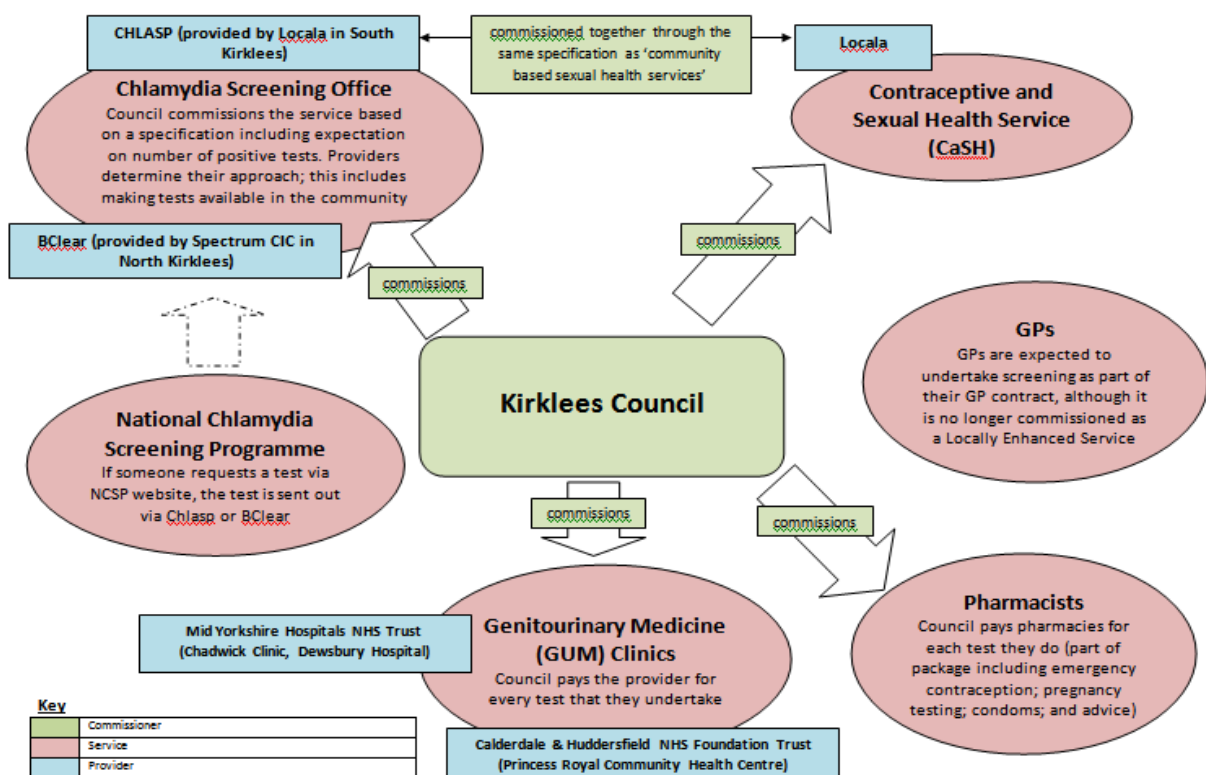 CHLASP (provided by Locala in South
Kirklees)
commissioned together through the
same specification as ‘community
based sexual health services’
Locala
Chlamydia Screening Office
Council commissions the service based
on a specification including expectation
on number of positive tests. Providers
determine their approach; this includes
making tests available in the community
Contraceptive and
Sexual Health Service
(CaSH)
BClear (provided by Spectrum CIC in
North Kirklees)
commissions
commissions
GPs
GPs are expected to
undertake screening as part of
their GP contract, although it
is no longer commissioned as
a Locally Enhanced Service
Kirklees Council
National Chlamydia
Screening Programme
If someone requests a test via
NCSP website, the test is sent out
via Chlasp or BClear
commissions
commissions
Pharmacists
Council pays pharmacies for
each test they do (part of
package including emergency
contraception; pregnancy
testing; condoms; and advice)
Mid Yorkshire Hospitals NHS Trust
(Chadwick Clinic, Dewsbury Hospital)
Genitourinary Medicine
(GUM) Clinics
Council pays the provider for
every test that they undertake
Calderdale & Huddersfield NHS Foundation Trust
(Princess Royal Community Health Centre)
Key
Commissioner
Service
Provider